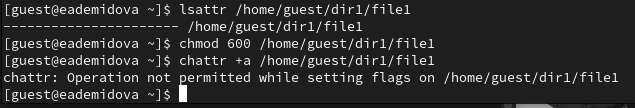 [guest@eademidova ~]$ lsattr /home/guest/dir1/file1
---------------------- /home/guest/dir1/file1
[guest@eademidova ~]$ chmod 600 /home/guest/dir1/file1
[guest@eademidova ~]$ chattr +a /home/guest/dir1/file1
chattr: Operation not permitted while setting flags on /home/guest/dir1/file1
[guest@eademidova ~]$